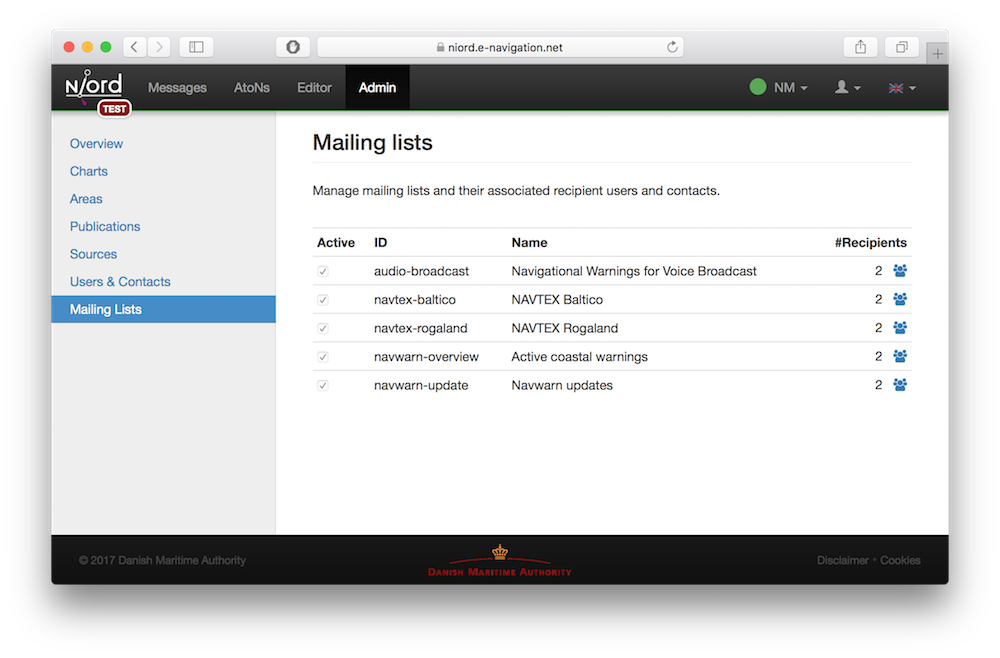 niord.e-navigation.net
Niord
TEST
Messages AtoNs Editor Admin NM
Overview
Charts
Areas
Publications
Sources
Users & Contacts
Mailing Lists
Mailing lists
Manage mailing lists and their associated recipient users and contacts.
Active ID Name #Recipients
audio-broadcast Navigational Warnings for Voice Broadcast 2
navtex-baltico NAVTEX Baltico 2
navtex-rogaland NAVTEX Rogaland 2
navwarn-overview Active coastal warnings 2
navwarn-update Navwarn updates 2
© 2017 Danish Maritime Authority
DANISH MARITIME AUTHORITY
Disclaimer • Cookies